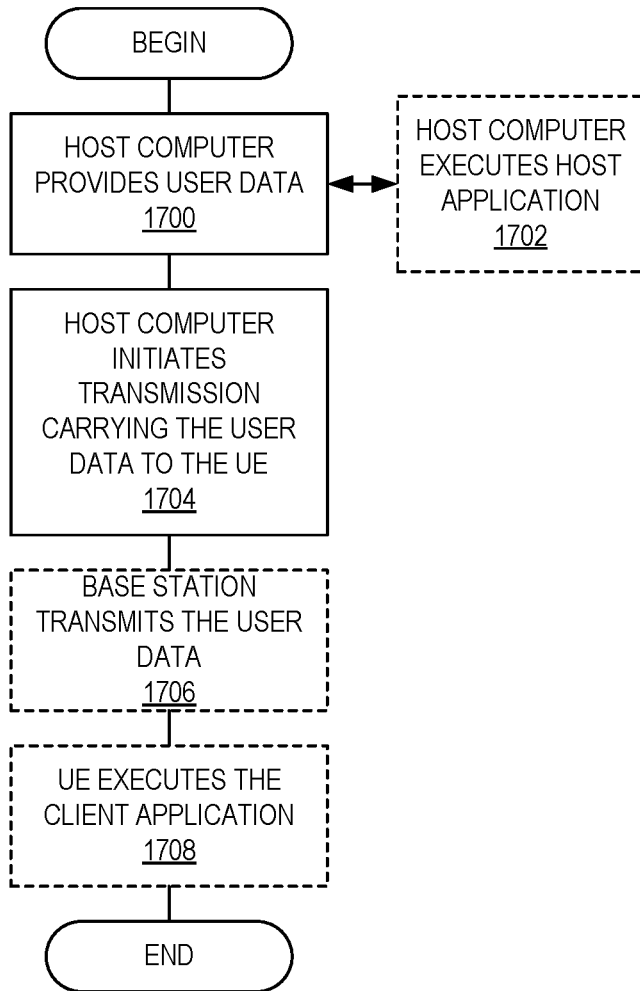 BEGIN
HOST COMPUTER
PROVIDES USER DATA
1700
HOST COMPUTER
EXECUTES HOST
APPLICATION
1702
HOST COMPUTER
INITIATES
TRANSMISSION
CARRYING THE USER
DATA TO THE UE
1704
BASE STATION
TRANSMITS THE USER
DATA
1706
UE EXECUTES THE
CLIENT APPLICATION
1708
END